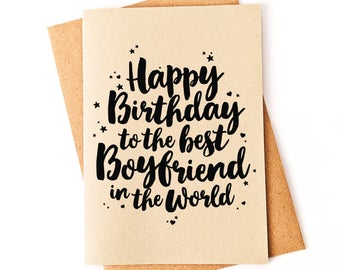 Happy
Birthday
to the best
Boyfriend
in the World